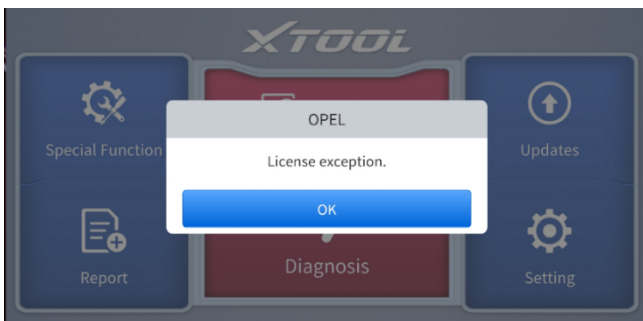 XTOOL
OPEL
Special Function
License exception.
Updates
OK
Report
Diagnosis
Setting